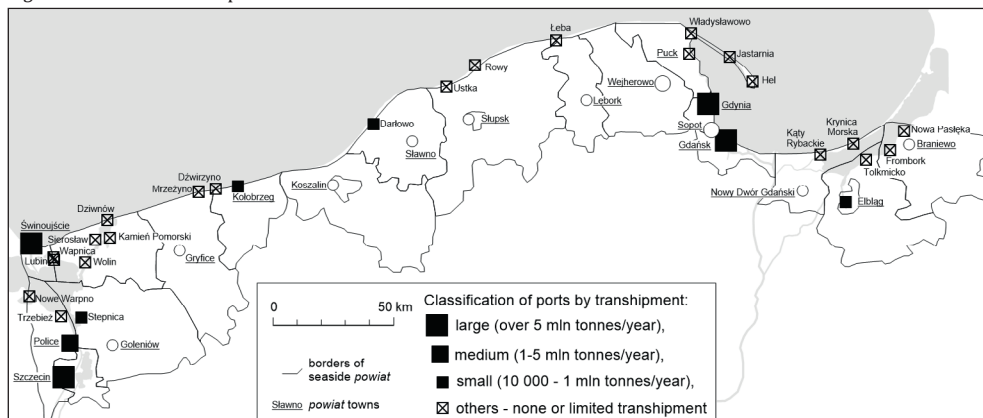 Łeba
Władysławowo
Puck
Jastarnia
Rowy
Hel
Wejherowo
Ustka
Lębork
Gdynia
Słupsk
Darłowo
Sopot
Krynica
Morska
Nowa Pasłęka
Kąty
Rybackie
Gdańsk
Sławno
Braniewo
Frombork
Tolkmicko
Dźwirzyno
Mrzeżyno
Koszalin
Kołobrzeg
Nowy Dwór Gdański
Elbląg
Dziwnów
Świnoujście
Sierosław
Kamień Pomorski
Wapnica
Lubin
Wolin
Gryfice
Nowe Warpno
Trzebież
Stepnica
Police
Goleniów
Szczecin
0 50 km
borders of
seaside powiat
Sławno powiat towns
Classification of ports by transhipment:
large (over 5 mln tonnes/year),
medium (1-5 mln tonnes/year),
small (10 000 - 1 mln tonnes/year),
others - none or limited transhipment